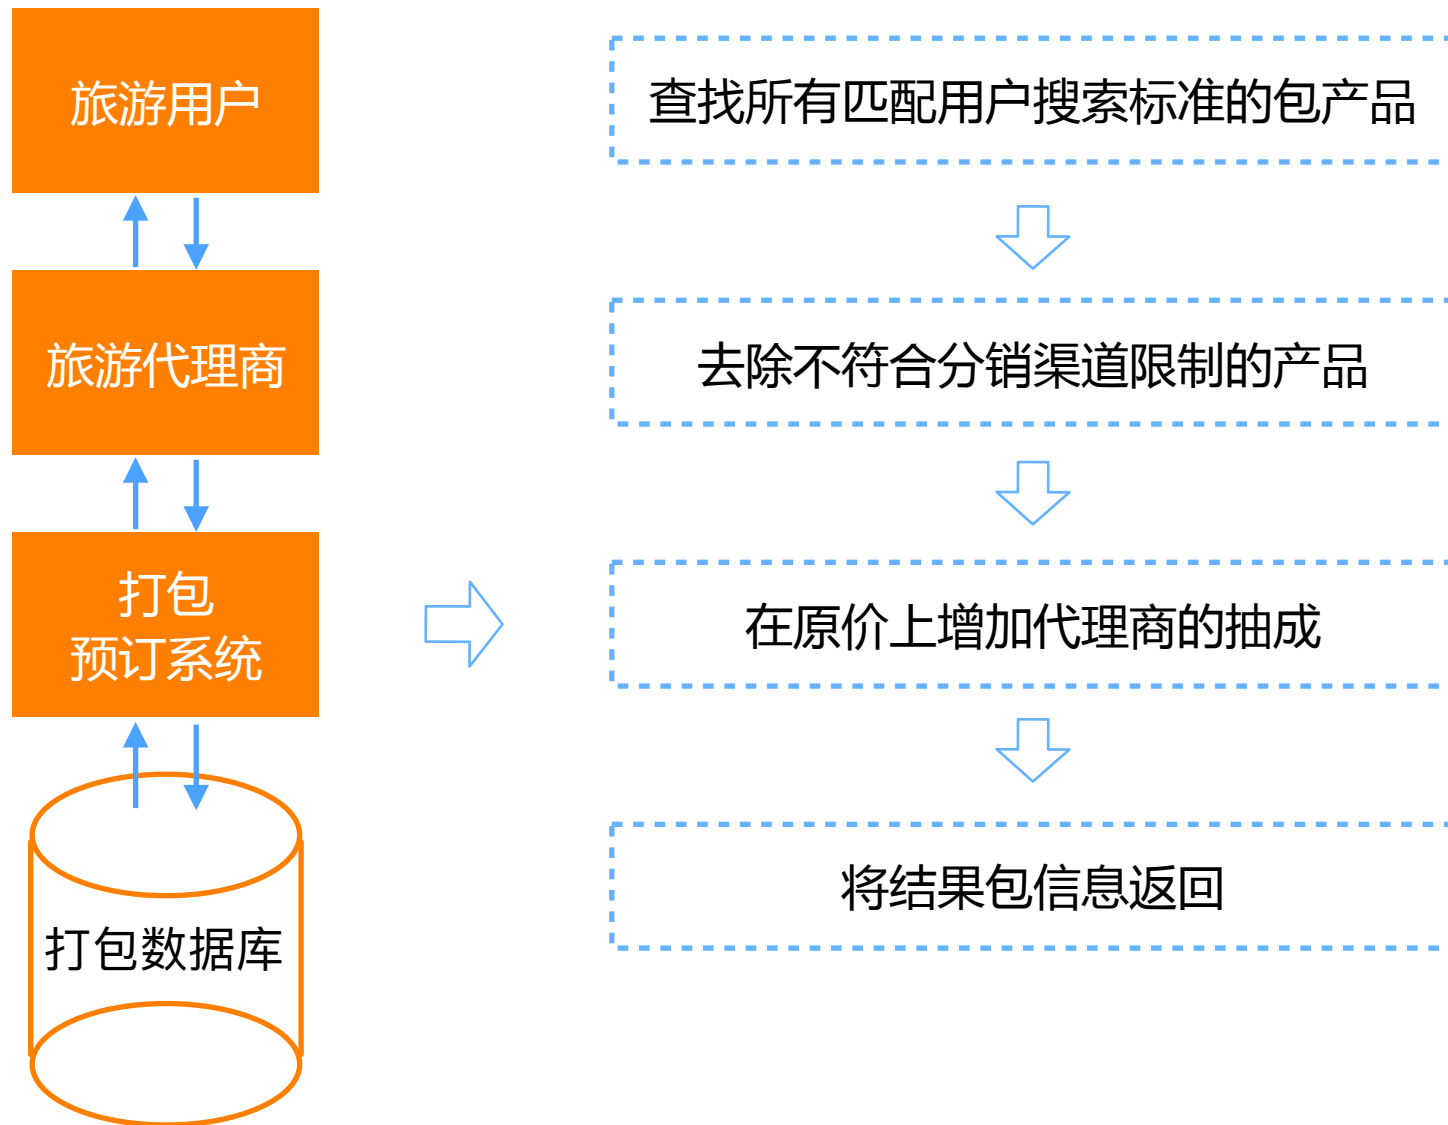 旅游用户
旅游代理商
打包
预订系统
打包数据库
查找所有匹配用户搜索标准的包产品
去除不符合分销渠道限制的产品
在原价上增加代理商的抽成
将结果包信息返回